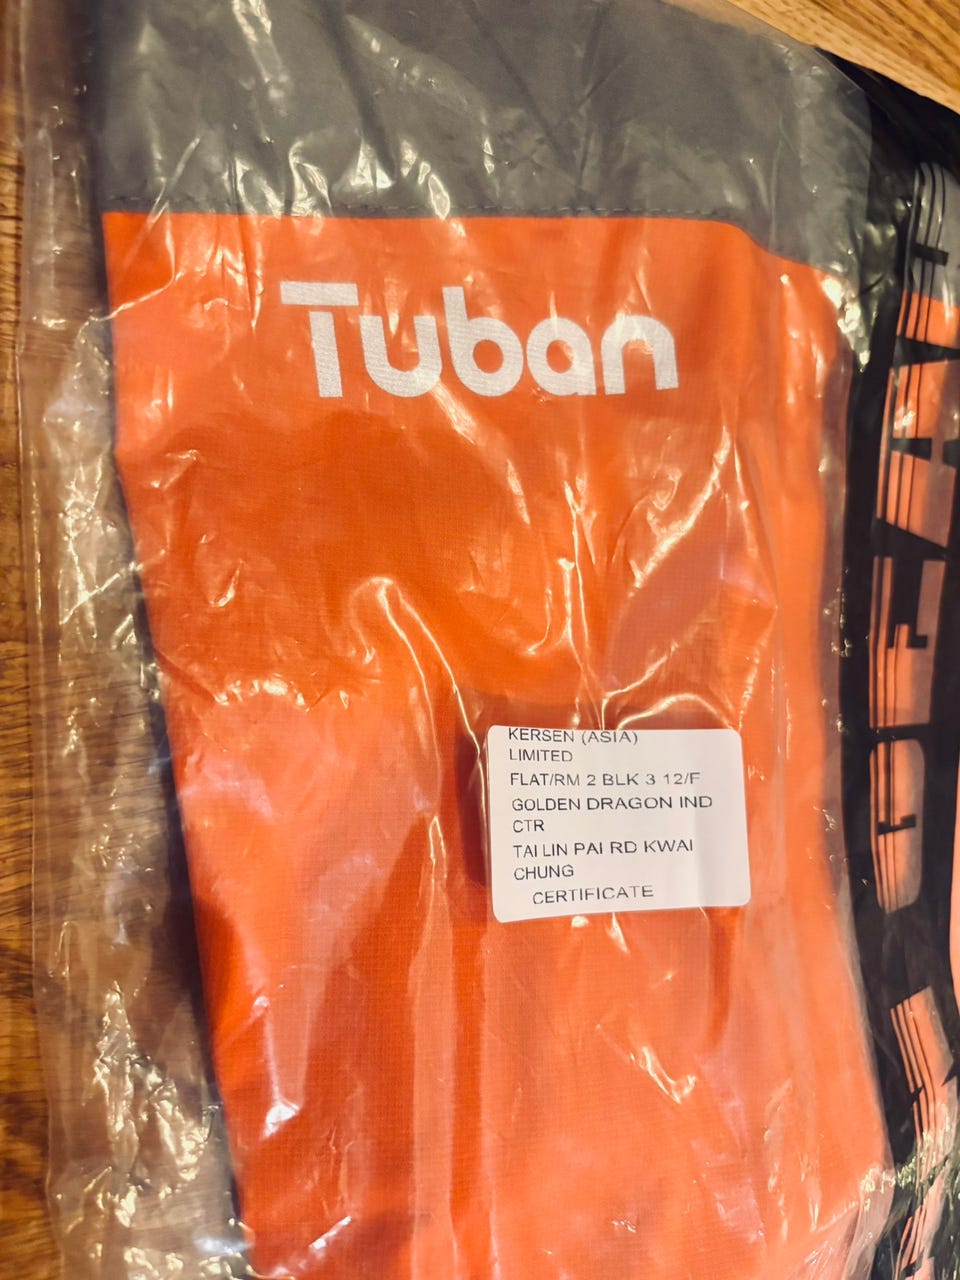 Tuban
KERSEN (ASIA)
LIMITED
FLAT/RM 2 BLK 3 12/F
GOLDEN DRAGON IND
CTR
TAI LIN PAI RD KWAI
CHUNG
CERTIFICATE